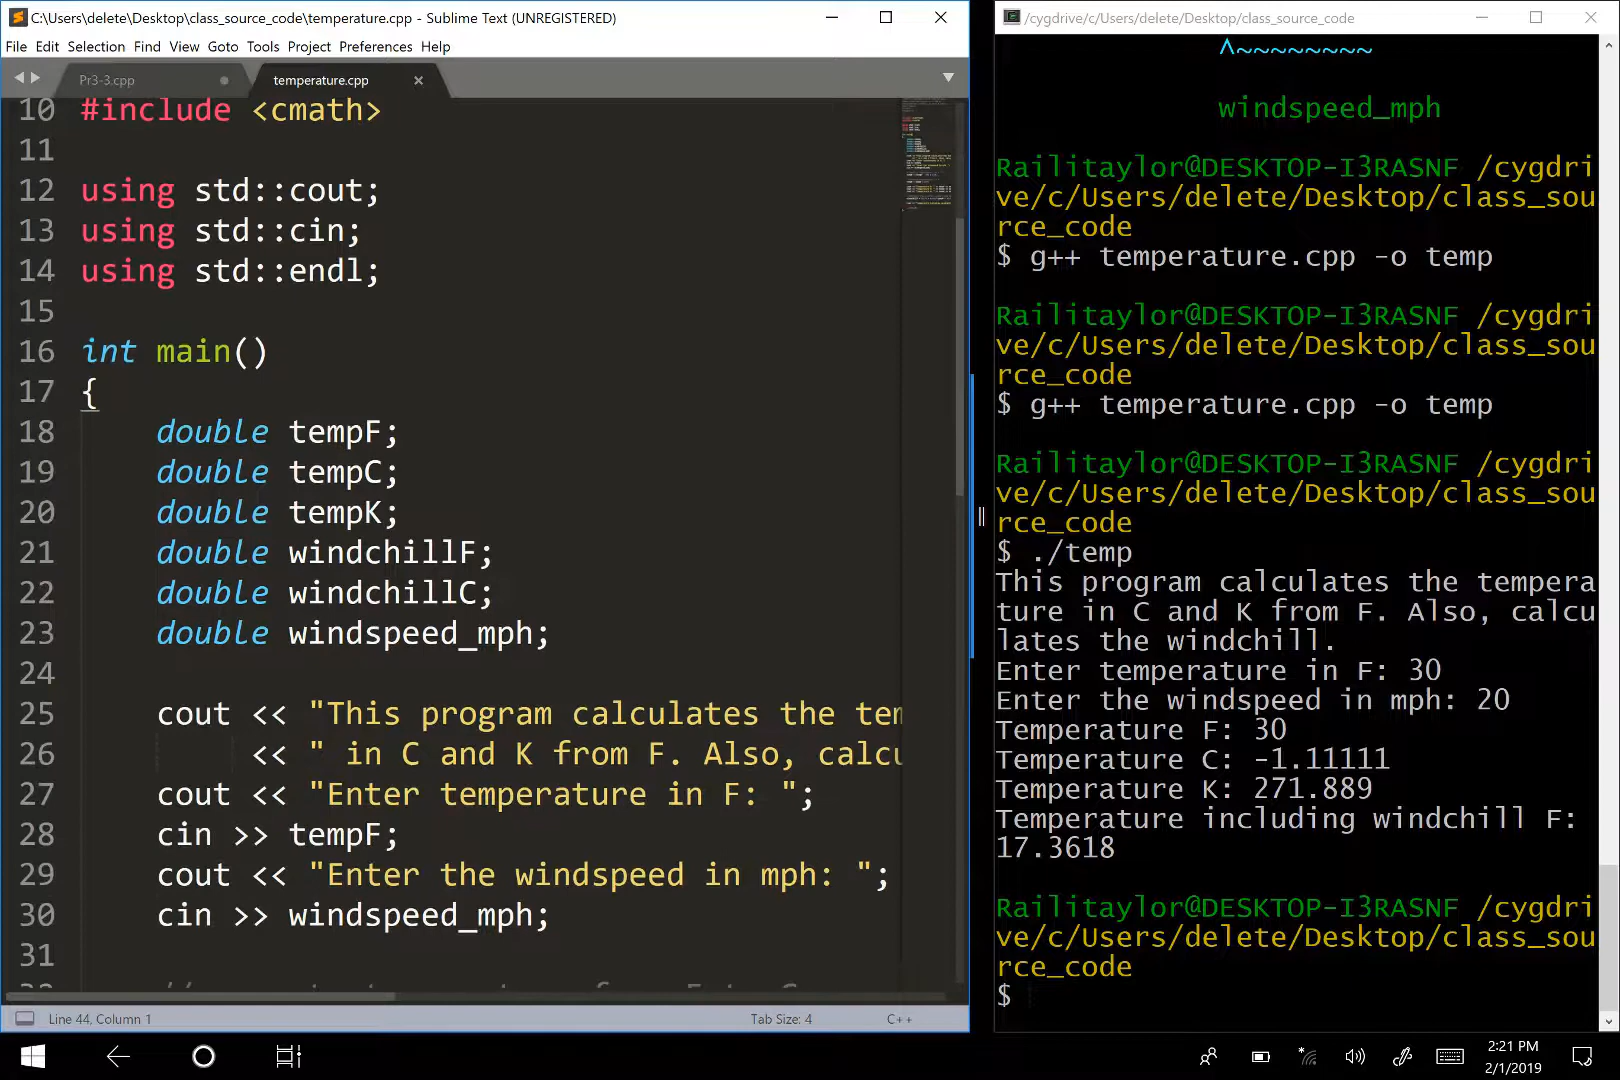 C:\Users\delete\Desktop\class_source_code\temperature.cpp - Sublime Text (UNREGISTERED)
File Edit Selection Find View Goto Tools Project Preferences Help
Pr3-3.cpp
temperature.cpp
10 #include <cmath>
11
12 using std::cout;
13 using std::cin;
14 using std::endl;
15
16 int main()
17 {
18 double tempF;
19 double tempC;
20 double tempK;
21 double windchillF;
22 double windchillC;
23 double windspeed_mph;
24
25 cout << "This program calculates the tem
26 << " in C and K from F. Also, calcu
27 cout << "Enter temperature in F: ";
28 cin >> tempF;
29 cout << "Enter the windspeed in mph: ";
30 cin >> windspeed_mph;
31
Line 44, Column 1
Tab Size: 4
C++
/cygdrive/c/Users/delete/Desktop/class_source_code
^~~~~~~~~
windspeed_mph
Railitaylor@DESKTOP-I3RASNF /cygdri
ve/c/Users/delete/Desktop/class_sou
rce_code
$ g++ temperature.cpp -o temp
Railitaylor@DESKTOP-I3RASNF /cygdri
ve/c/Users/delete/Desktop/class_sou
rce_code
$ g++ temperature.cpp -o temp
Railitaylor@DESKTOP-I3RASNF /cygdri
ve/c/Users/delete/Desktop/class_sou
rce_code
$ ./temp
This program calculates the tempera
ture in C and K from F. Also, calcu
lates the windchill.
Enter temperature in F: 30
Enter the windspeed in mph: 20
Temperature F: 30
Temperature C: -1.11111
Temperature K: 271.889
Temperature including windchill F:
17.3618
Railitaylor@DESKTOP-I3RASNF /cygdri
ve/c/Users/delete/Desktop/class_sou
rce_code
$
2:21 PM
2/1/2019